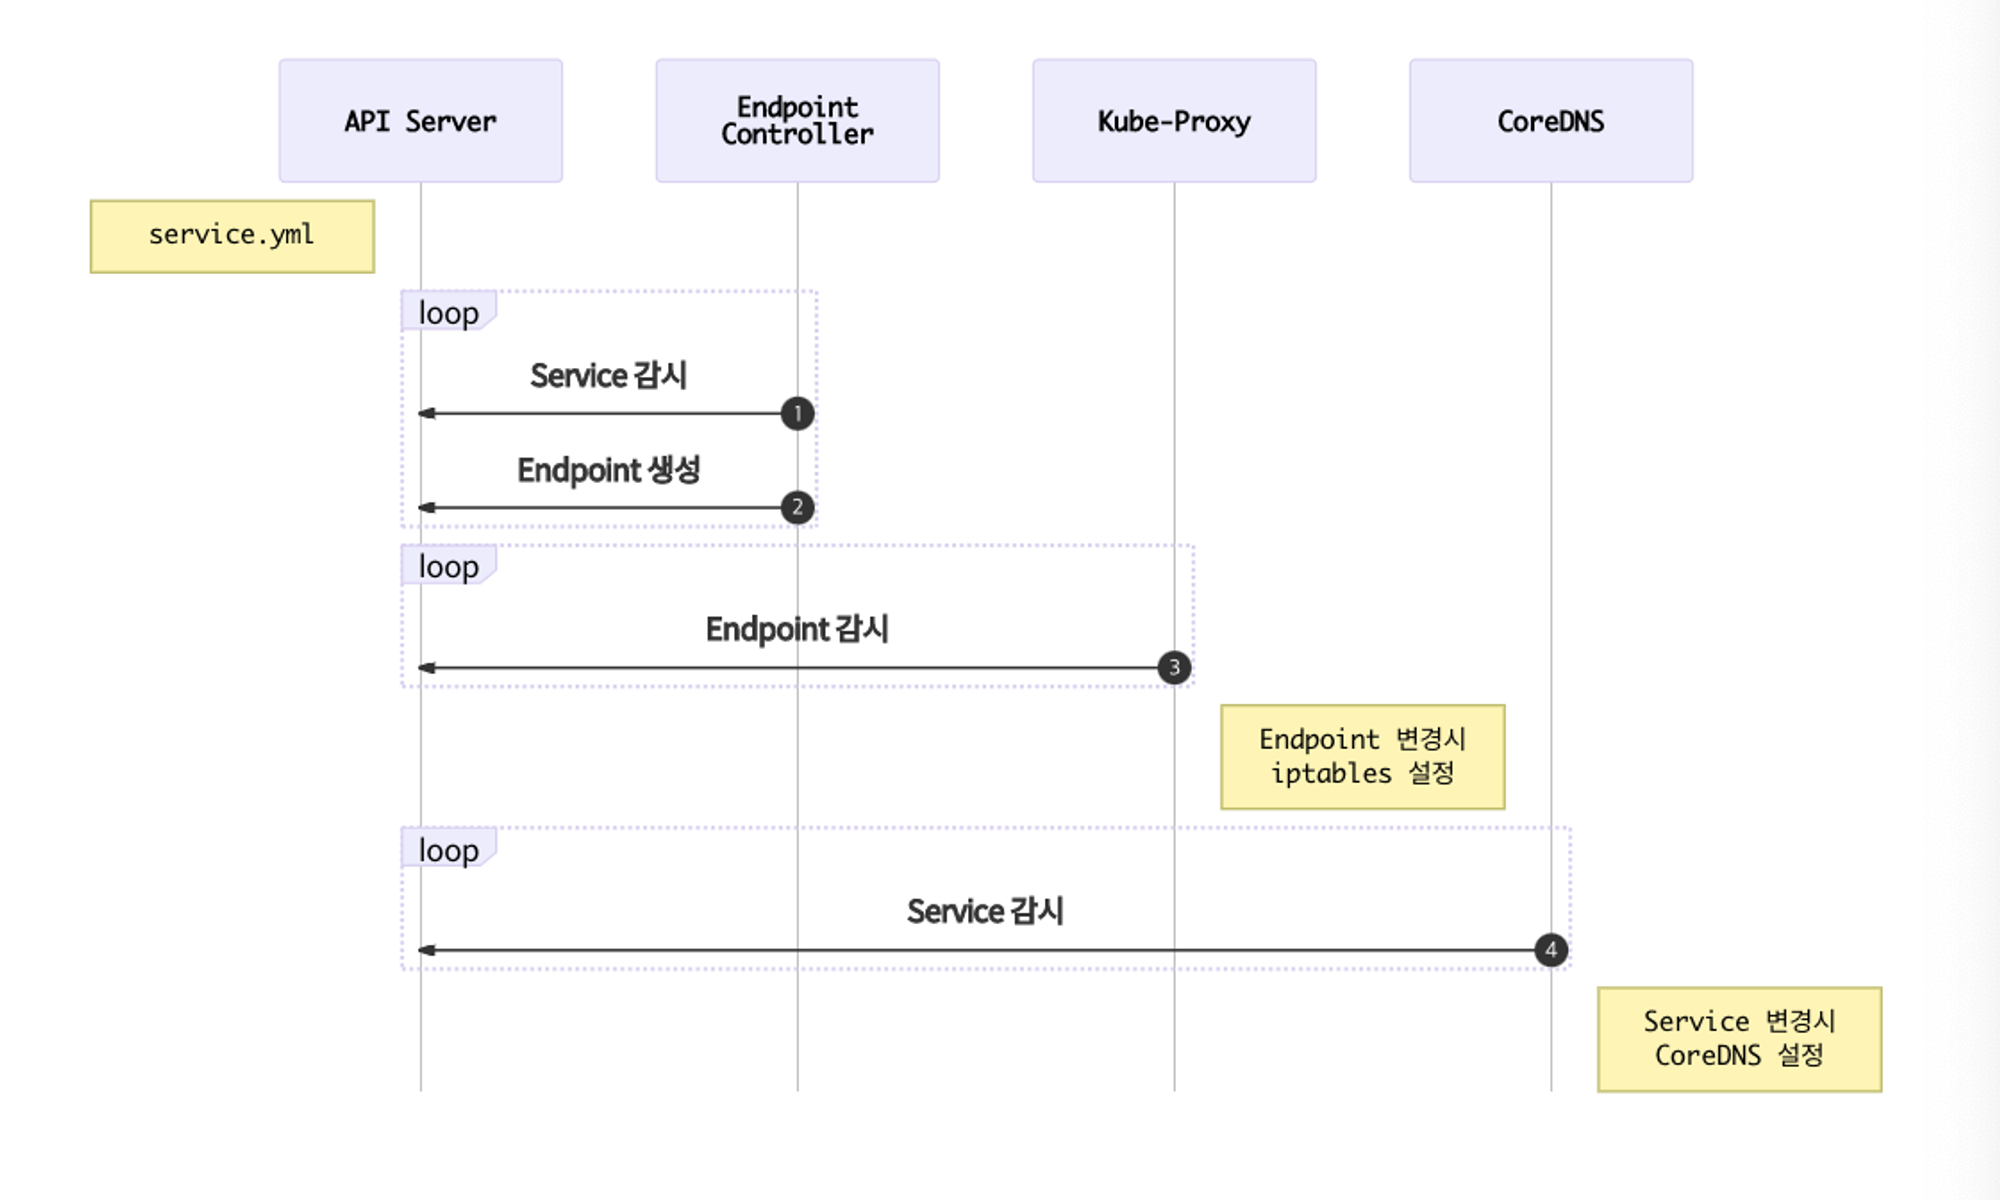 API Server
Endpoint
Controller
Kube-Proxy
CoreDNS
service.yml
loop
Service 감시
1
Endpoint 생성
2
loop
Endpoint 감시
3
Endpoint 변경시
iptables 설정
loop
Service 감시
4
Service 변경시
CoreDNS 설정